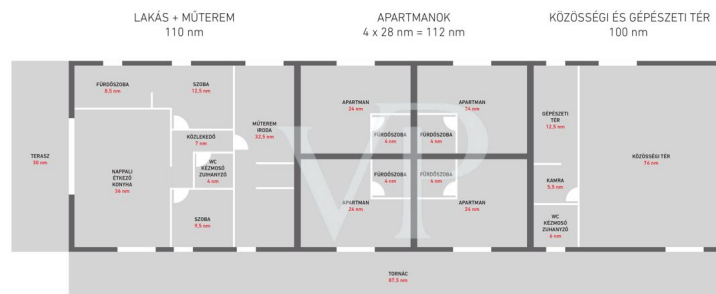 LAKÁS + MŰTEREM
110 nm
APARTMANOK
4 x 28 nm = 112 nm
KÖZÖSSÉGI ÉS GÉPÉSZETI TÉR
100 nm
FÜRDŐSZOBA
8,5 nm
SZOBA
12,5 nm
MŰTEREM
IRODA
32,5 nm
KÖZLEKEDŐ
7 nm
WC
KÉZMOSÓ
ZUHANYZÓ
4 nm
TERASZ
30 nm
NAPPALI
ÉTKEZŐ
KONYHA
36 nm
SZOBA
9,5 nm
APARTMAN
24 nm
APARTMAN
24 nm
FÜRDŐSZOBA
4 nm
FÜRDŐSZOBA
4 nm
FÜRDŐSZOBA
4 nm
FÜRDŐSZOBA
4 nm
APARTMAN
24 nm
APARTMAN
24 nm
GÉPÉSZETI
TÉR
12,5 nm
KÖZÖSSÉGI TÉR
76 nm
KAMRA
5,5 nm
WC
KÉZMOSÓ
ZUHANYZÓ
6 nm
TORNÁC
87,5 nm
VP